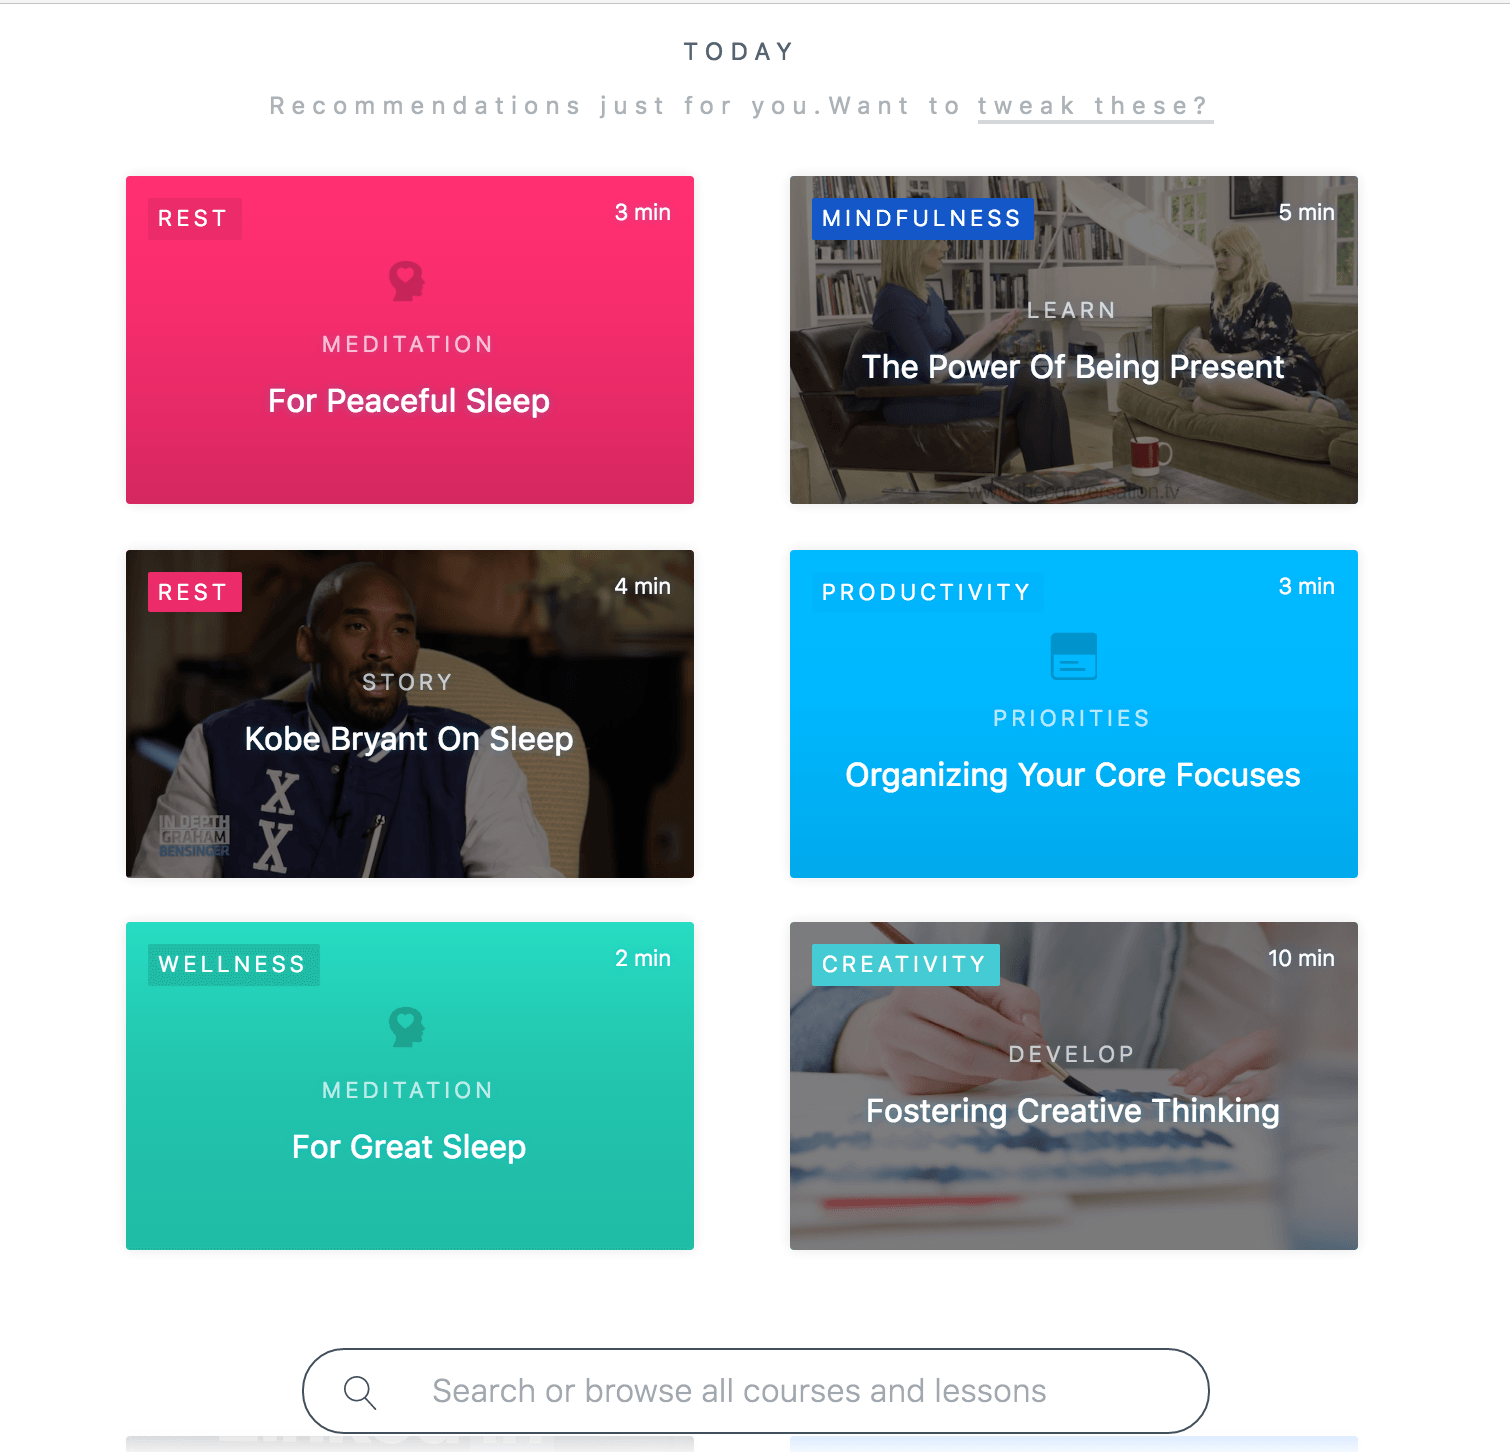 TODAY
Recommendations just for you.Want to tweak these?
REST
3 min
MEDITATION
For Peaceful Sleep
MINDFULNESS
5 min
LEARN
The Power Of Being Present
www.theconversation.tv
REST
4 min
STORY
Kobe Bryant On Sleep
X
X
IN DEPTH
GRAHAM
BENSINGER
PRODUCTIVITY
3 min
PRIORITIES
Organizing Your Core Focuses
WELLNESS
2 min
MEDITATION
For Great Sleep
CREATIVITY
10 min
DEVELOP
Fostering Creative Thinking
Search or browse all courses and lessons